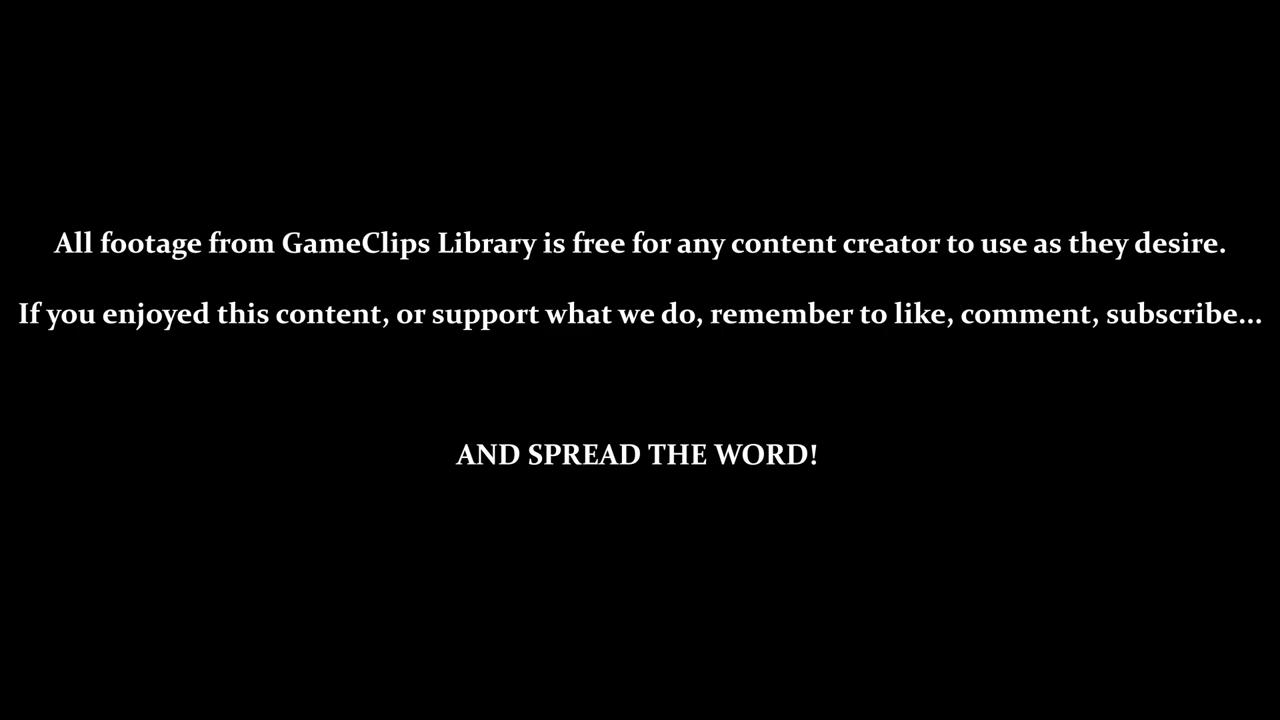 All footage from GameClips Library is free for any content creator to use as they desire.
If you enjoyed this content, or support what we do, remember to like, comment, subscribe...
AND SPREAD THE WORD!